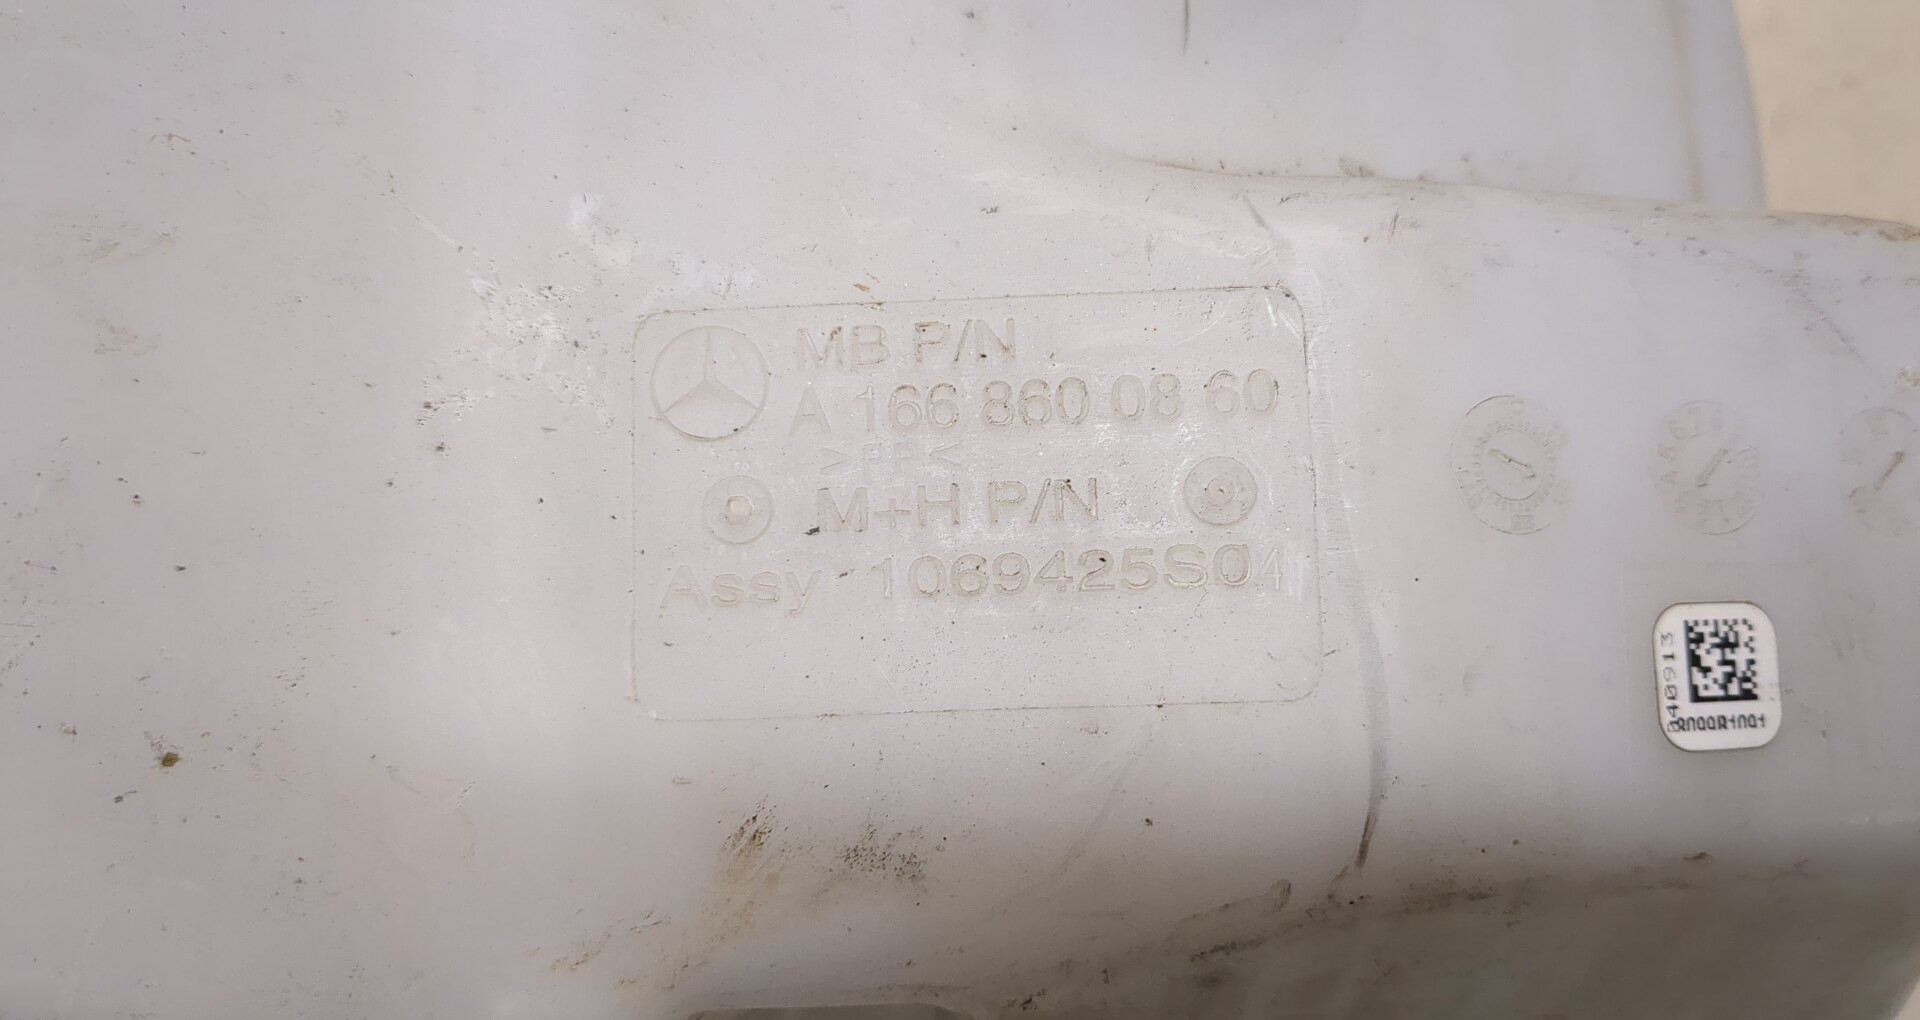 MB P/N
A 166 860 08 60
>PP<
M+H P/N
Assy 1069425S04